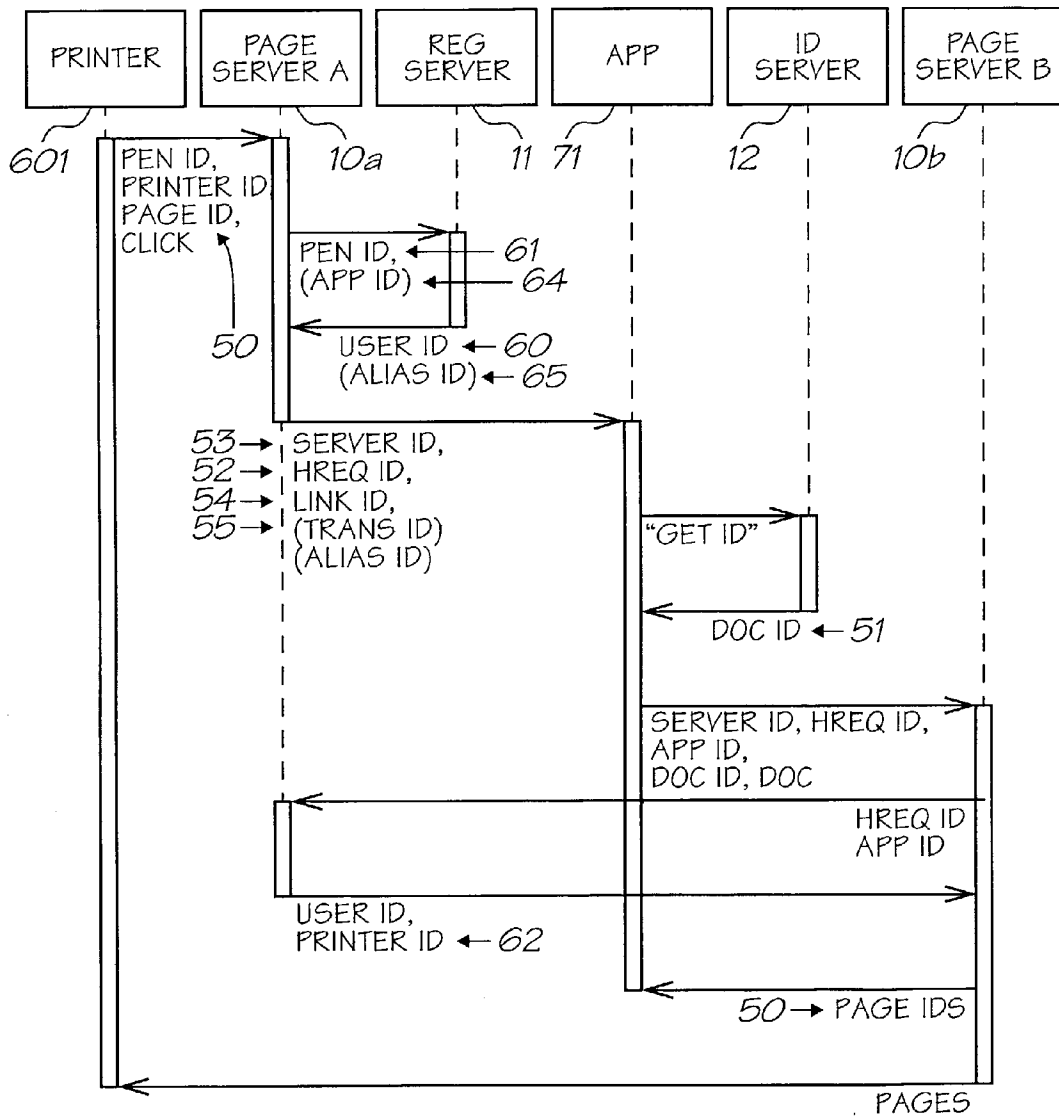 PRINTER
PAGE
SERVER A
REG
SERVER
APP
ID
SERVER
PAGE
SERVER B
601
10a
11
71
12
10b
PEN ID,
PRINTER ID
PAGE ID,
CLICK
50
PEN ID,
61
(APP ID)
64
USER ID
60
(ALIAS ID)
65
53
SERVER ID,
52
HREQ ID,
54
LINK ID,
55
(TRANS ID)
(ALIAS ID)
“GET ID”
DOC ID
51
SERVER ID, HREQ ID,
APP ID,
DOC ID, DOC
HREQ ID
APP ID
USER ID,
PRINTER ID
62
50
PAGE IDS
PAGES